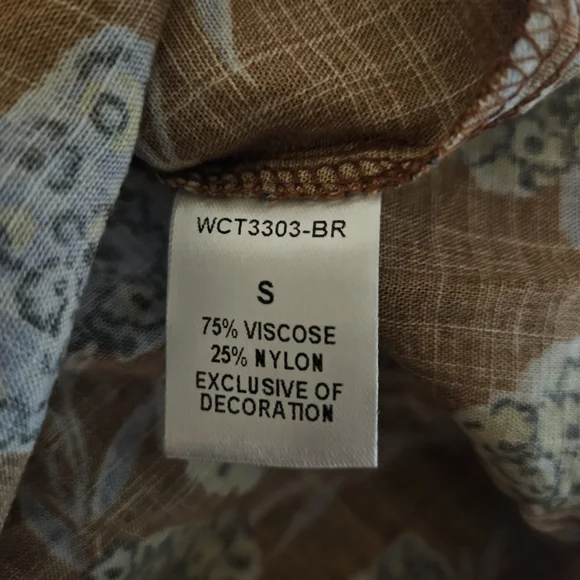 WCT3303-BR
S
75% VISCOSE
25% NYLON
EXCLUSIVE OF
DECORATION